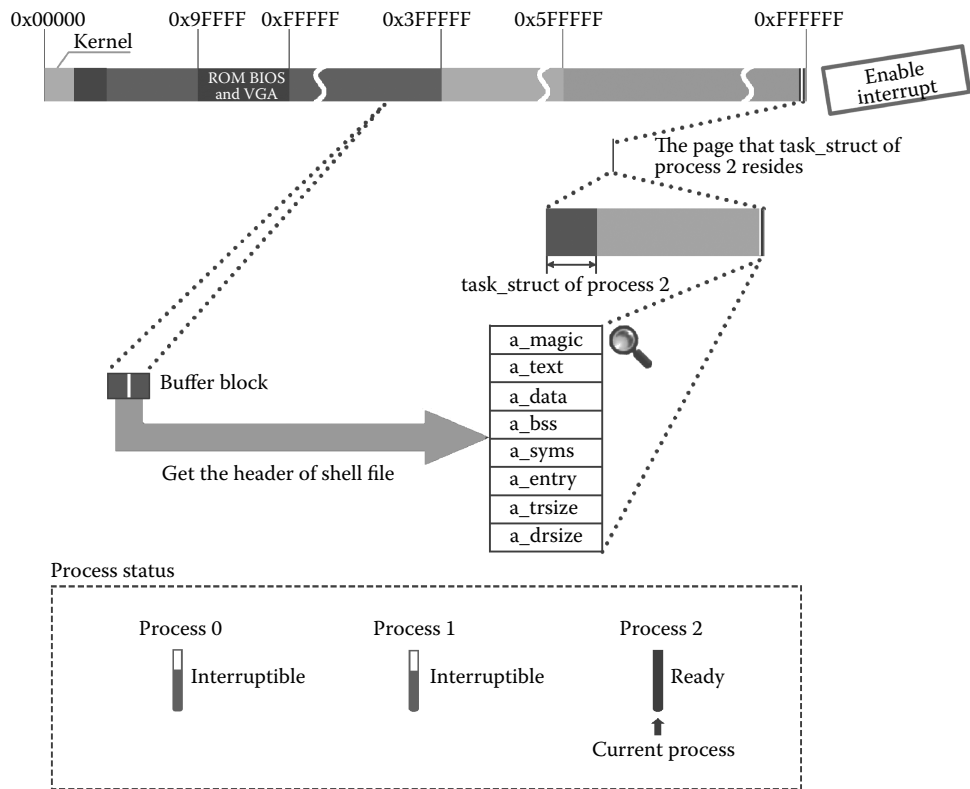 0x00000 0x9FFFF 0xFFFFF 0x3FFFFF 0x5FFFFF 0xFFFFFF
Kernel
ROM BIOS
and VGA
Enable
interrupt
The page that task_struct of
process 2 resides
task_struct of process 2
a_magic
a_text
a_data
a_bss
a_syms
a_entry
a_trsize
a_drsize
Buffer block
Get the header of shell file
Process status
Process 0 Process 1 Process 2
Interruptible Interruptible Ready
Current process